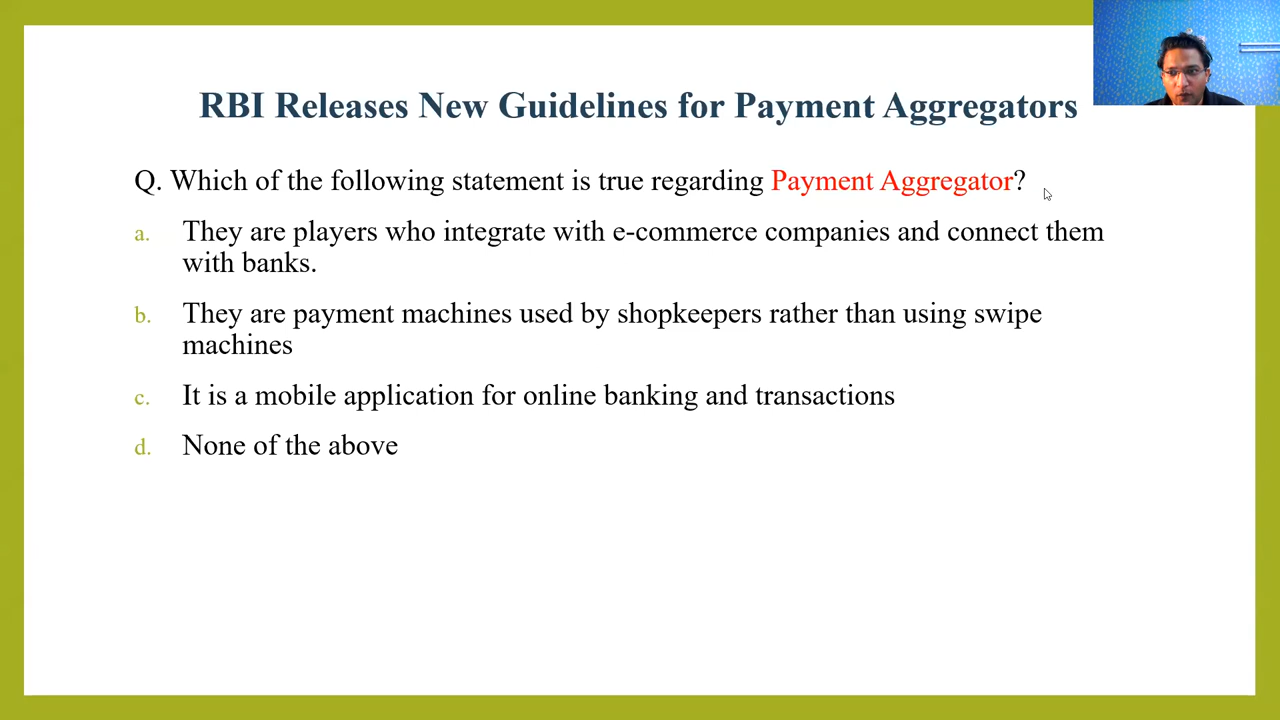 RBI Releases New Guidelines for Payment Aggregators
Q. Which of the following statement is true regarding Payment Aggregator?
a. They are players who integrate with e-commerce companies and connect them
with banks.
b. They are payment machines used by shopkeepers rather than using swipe
machines
c. It is a mobile application for online banking and transactions
d. None of the above